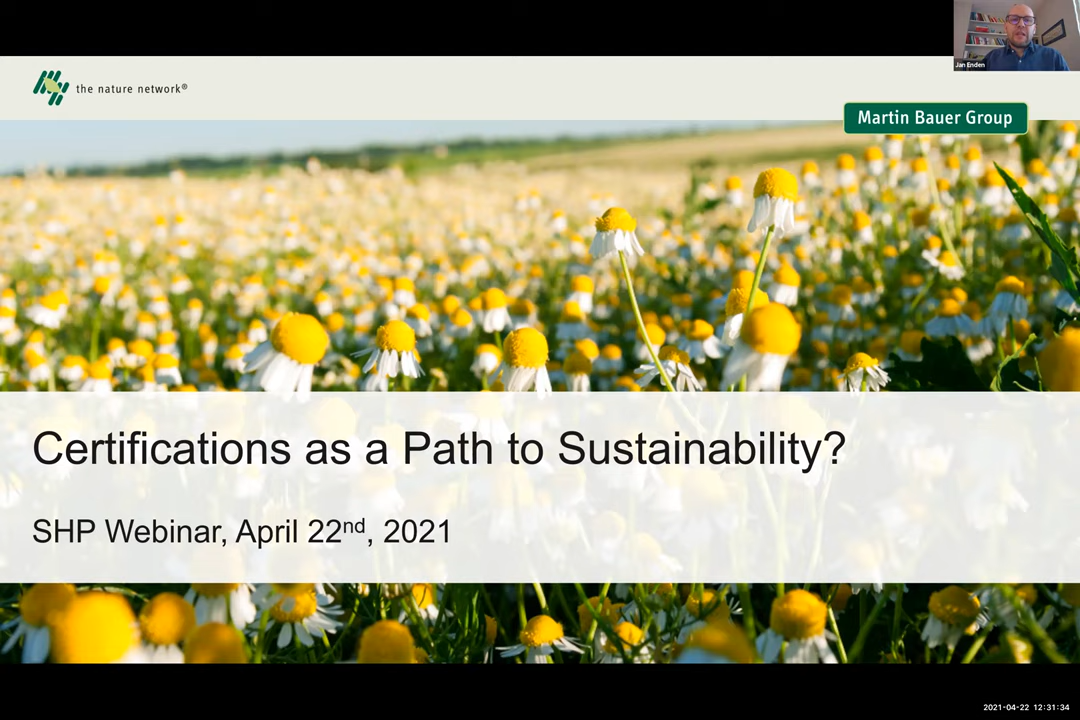 Jan Enden
the nature network®
Martin Bauer Group
Certifications as a Path to Sustainability?
SHP Webinar, April 22nd, 2021
2021-04-22 12:31:34